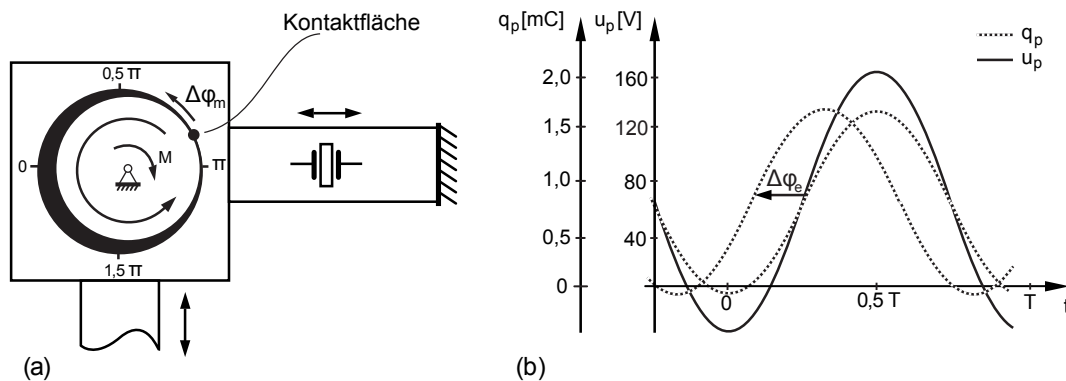 Kontaktfläche
0,5 π
Δφm
0
M
π
1,5 π
(a)
qp[mC]
up[V]
qp
up
2,0
160
1,5
120
Δφe
1,0
80
0,5
40
0
0
0
0,5 T
T
t
(b)